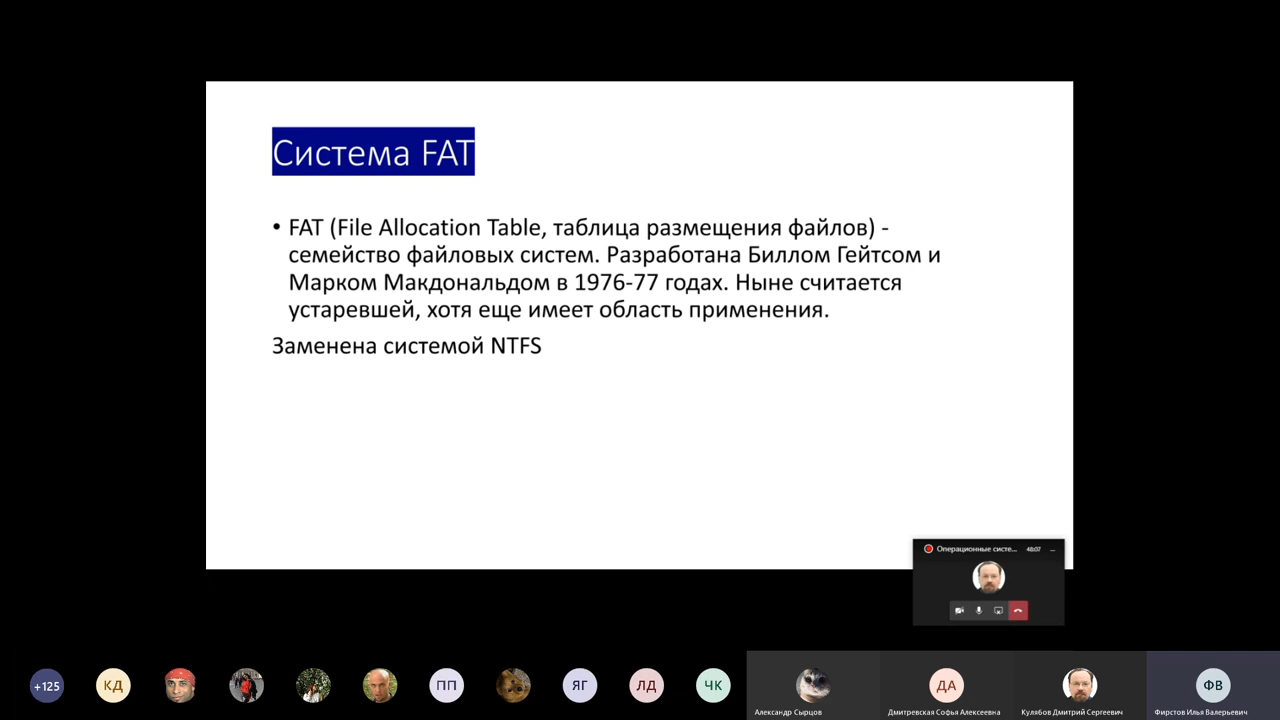 Система FAT
• FAT (File Allocation Table, таблица размещения файлов) -
семейство файловых систем. Разработана Биллом Гейтсом и
Марком Макдональдом в 1976-77 годах. Ныне считается
устаревшей, хотя еще имеет область применения.
Заменена системой NTFS
Операционные систе... 48:07 ...
+125 КД ПП ЯГ ЛД ЧК ДА ФВ
Александр Сырцов Дмитревская Софья Алексеевна Кулябов Дмитрий Сергеевич Фирстов Илья Валерьевич